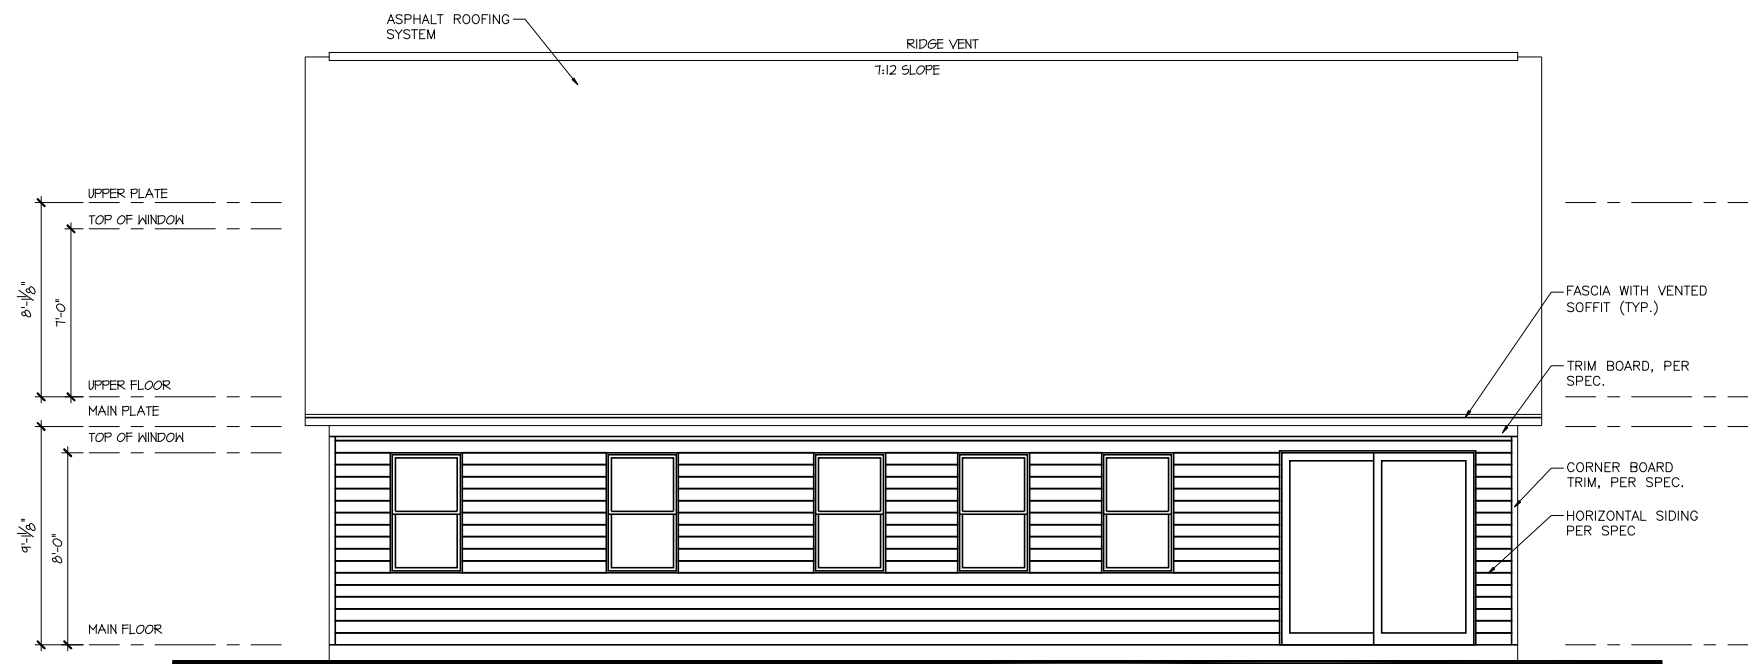 ASPHALT ROOFING
SYSTEM
RIDGE VENT
7:12 SLOPE
UPPER PLATE
TOP OF WINDOW
8'-1 1/8"
7'-0"
UPPER FLOOR
MAIN PLATE
TOP OF WINDOW
9'-1 1/8"
8'-0"
MAIN FLOOR
FASCIA WITH VENTED
SOFFIT (TYP.)
TRIM BOARD, PER
SPEC.
CORNER BOARD
TRIM, PER SPEC.
HORIZONTAL SIDING
PER SPEC